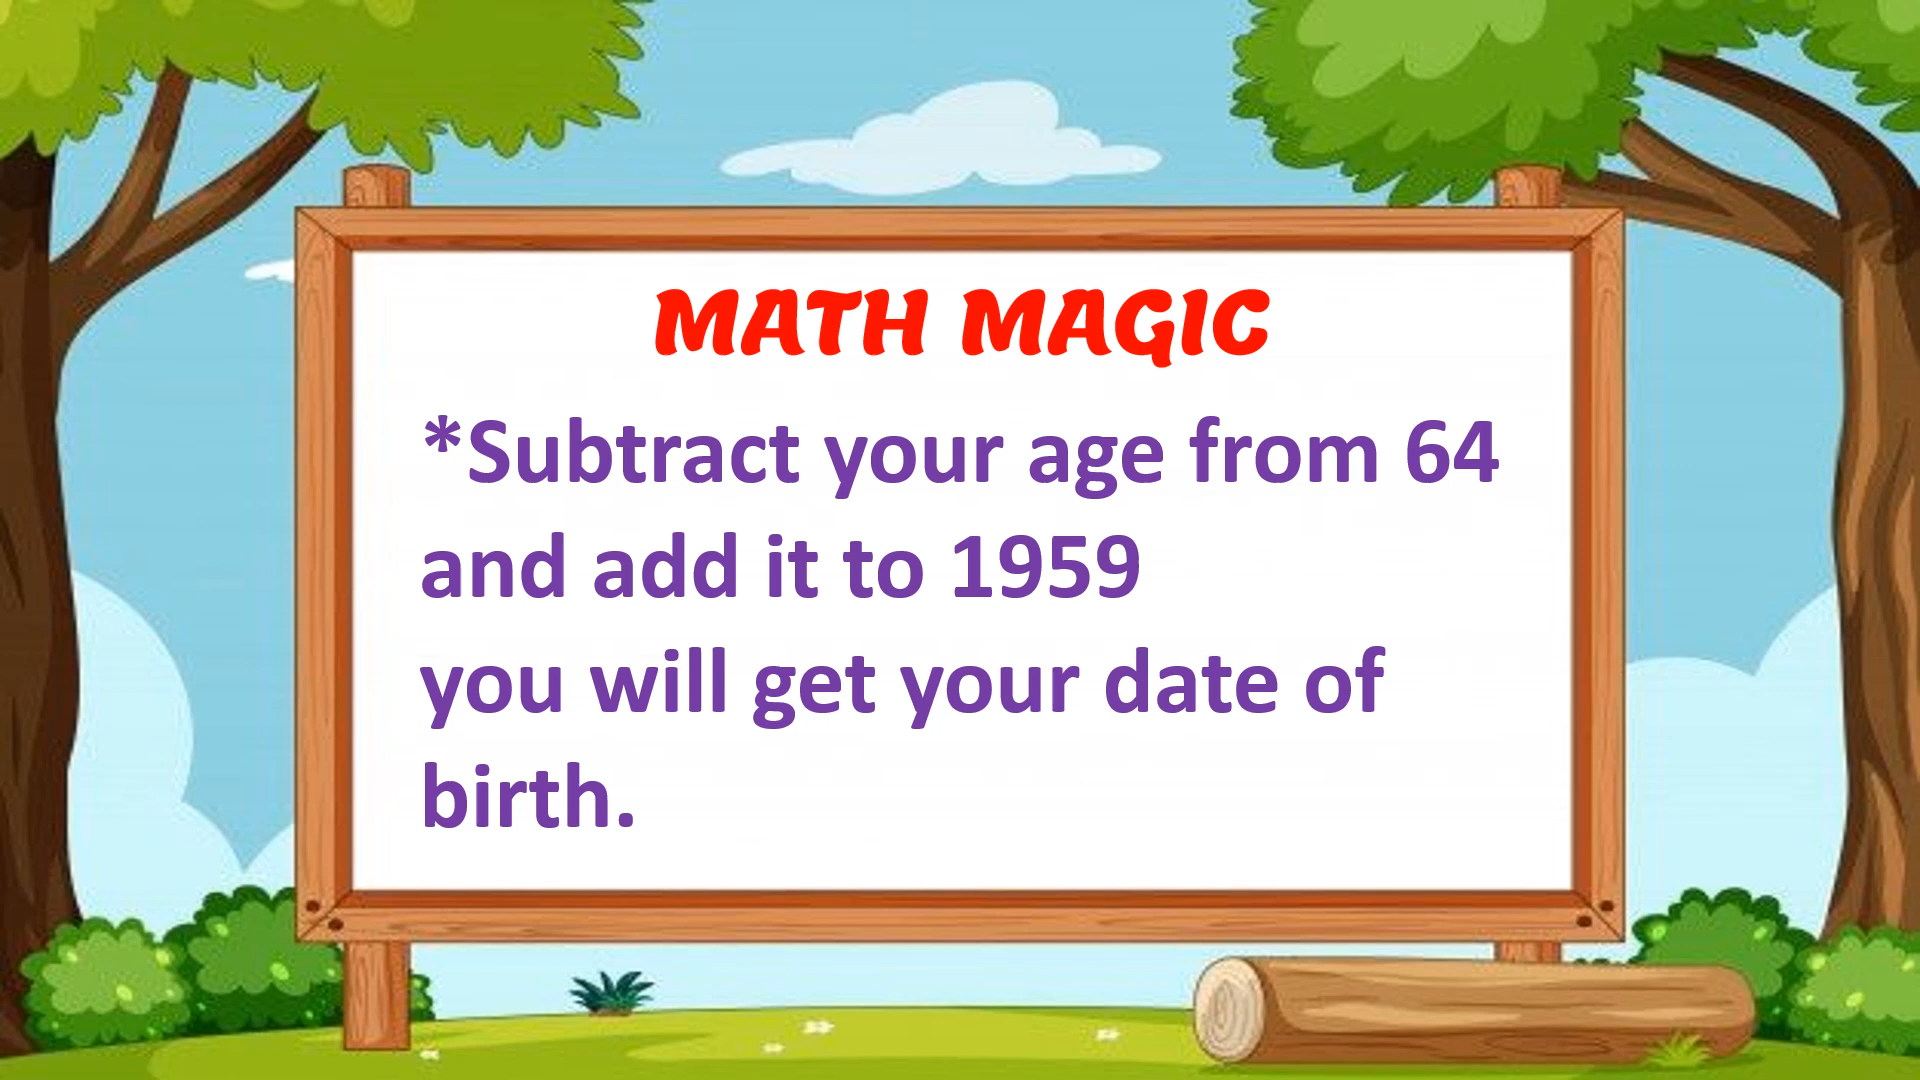 MATH MAGIC
*Subtract your age from 64
and add it to 1959
you will get your date of
birth.